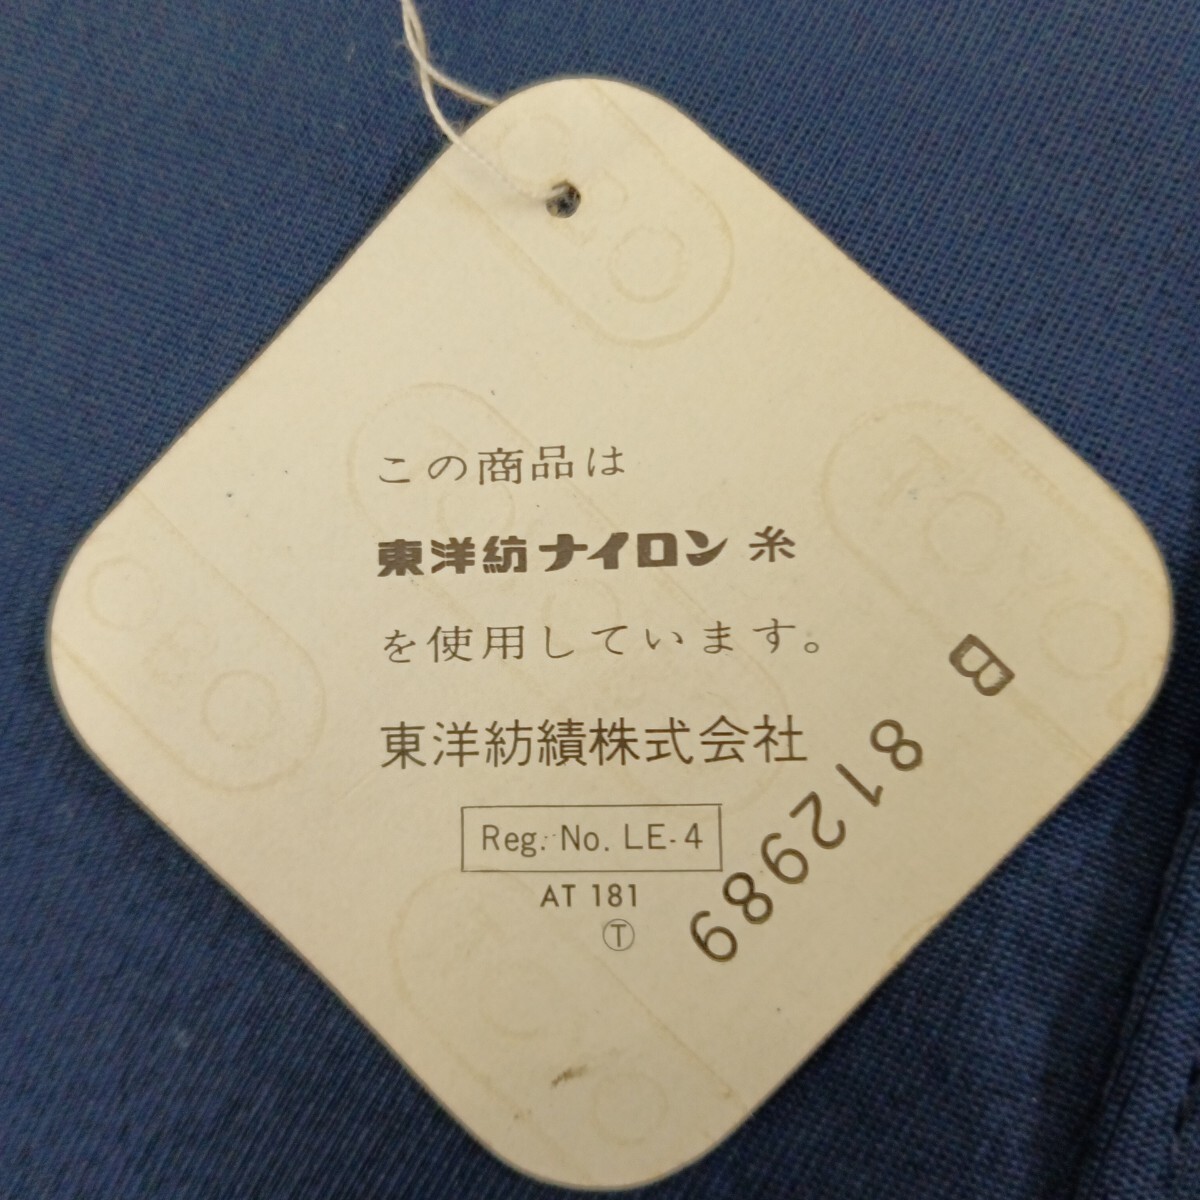 この商品は
東洋紡ナイロン 糸
を使用しています。
東洋紡績株式会社
Reg. No. LE-4
AT 181
Ⓣ
B 812989